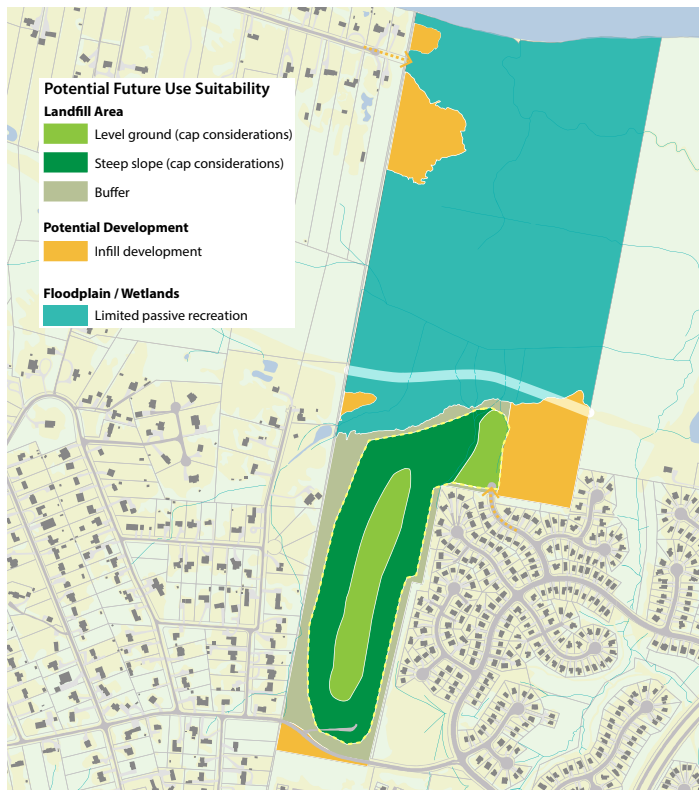 Potential Future Use Suitability
Landfill Area
Level ground (cap considerations)
Steep slope (cap considerations)
Buffer
Potential Development
Infill development
Floodplain / Wetlands
Limited passive recreation